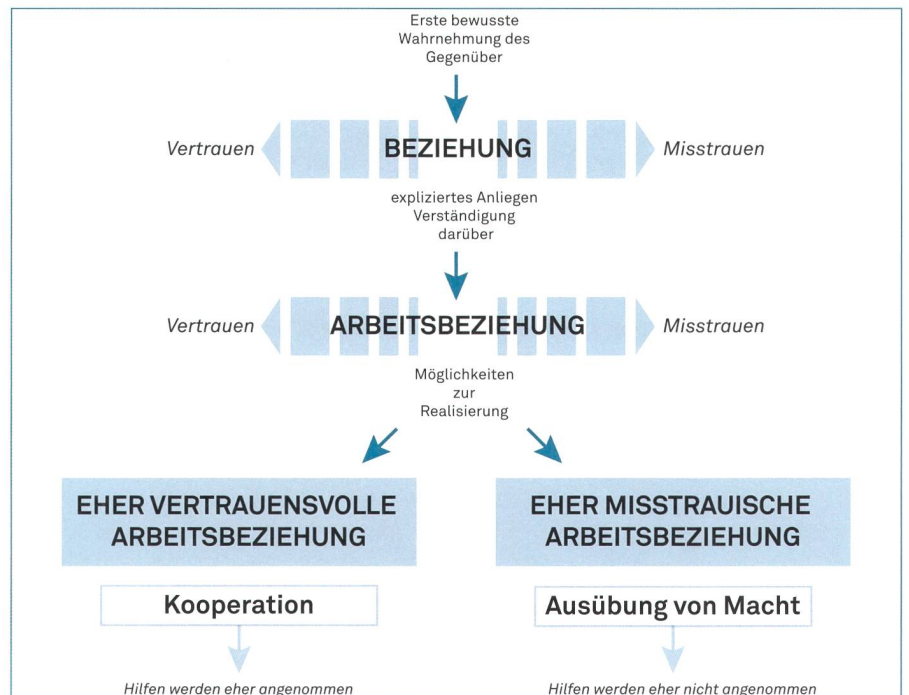 Erste bewusste
Wahrnehmung des
Gegenüber
Vertrauen BEZIEHUNG Misstrauen
expliziertes Anliegen
Verständigung
darüber
Vertrauen ARBEITSBEZIEHUNG Misstrauen
Möglichkeiten
zur
Realisierung
EHER VERTRAUENSVOLLE
ARBEITSBEZIEHUNG
EHER MISSTRAUISCHE
ARBEITSBEZIEHUNG
Kooperation
Ausübung von Macht
Hilfen werden eher angenommen
Hilfen werden eher nicht angenommen